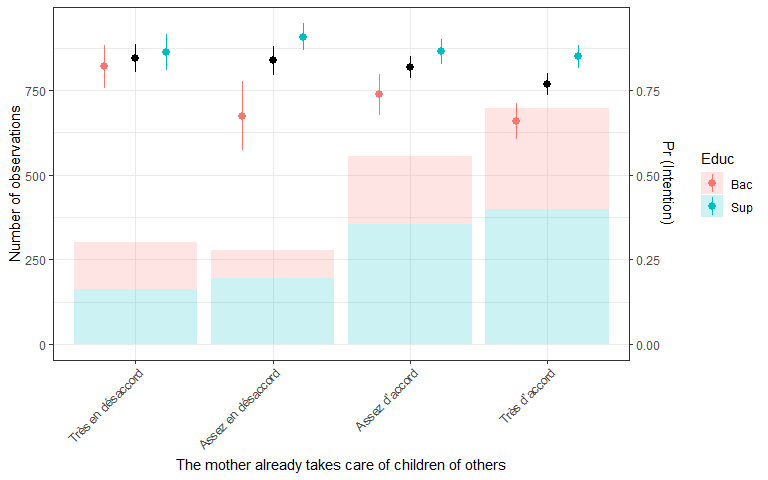 Number of observations
750
500
250
0
0.75
0.50
0.25
0.00
Pr (Intention)
Educ
Bac
Sup
Très en désaccord
Assez en désaccord
Assez d'accord
Très d'accord
The mother already takes care of children of others